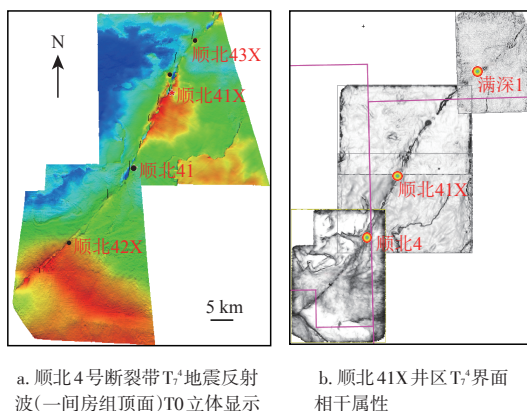 N
顺北43X
顺北41X
顺北41
顺北42X
5 km
满深1
顺北41X
顺北4
a. 顺北4号断裂带T₇⁴地震反射
波(一间房组顶面)T0立体显示
b. 顺北41X井区T₇⁴界面
相干属性